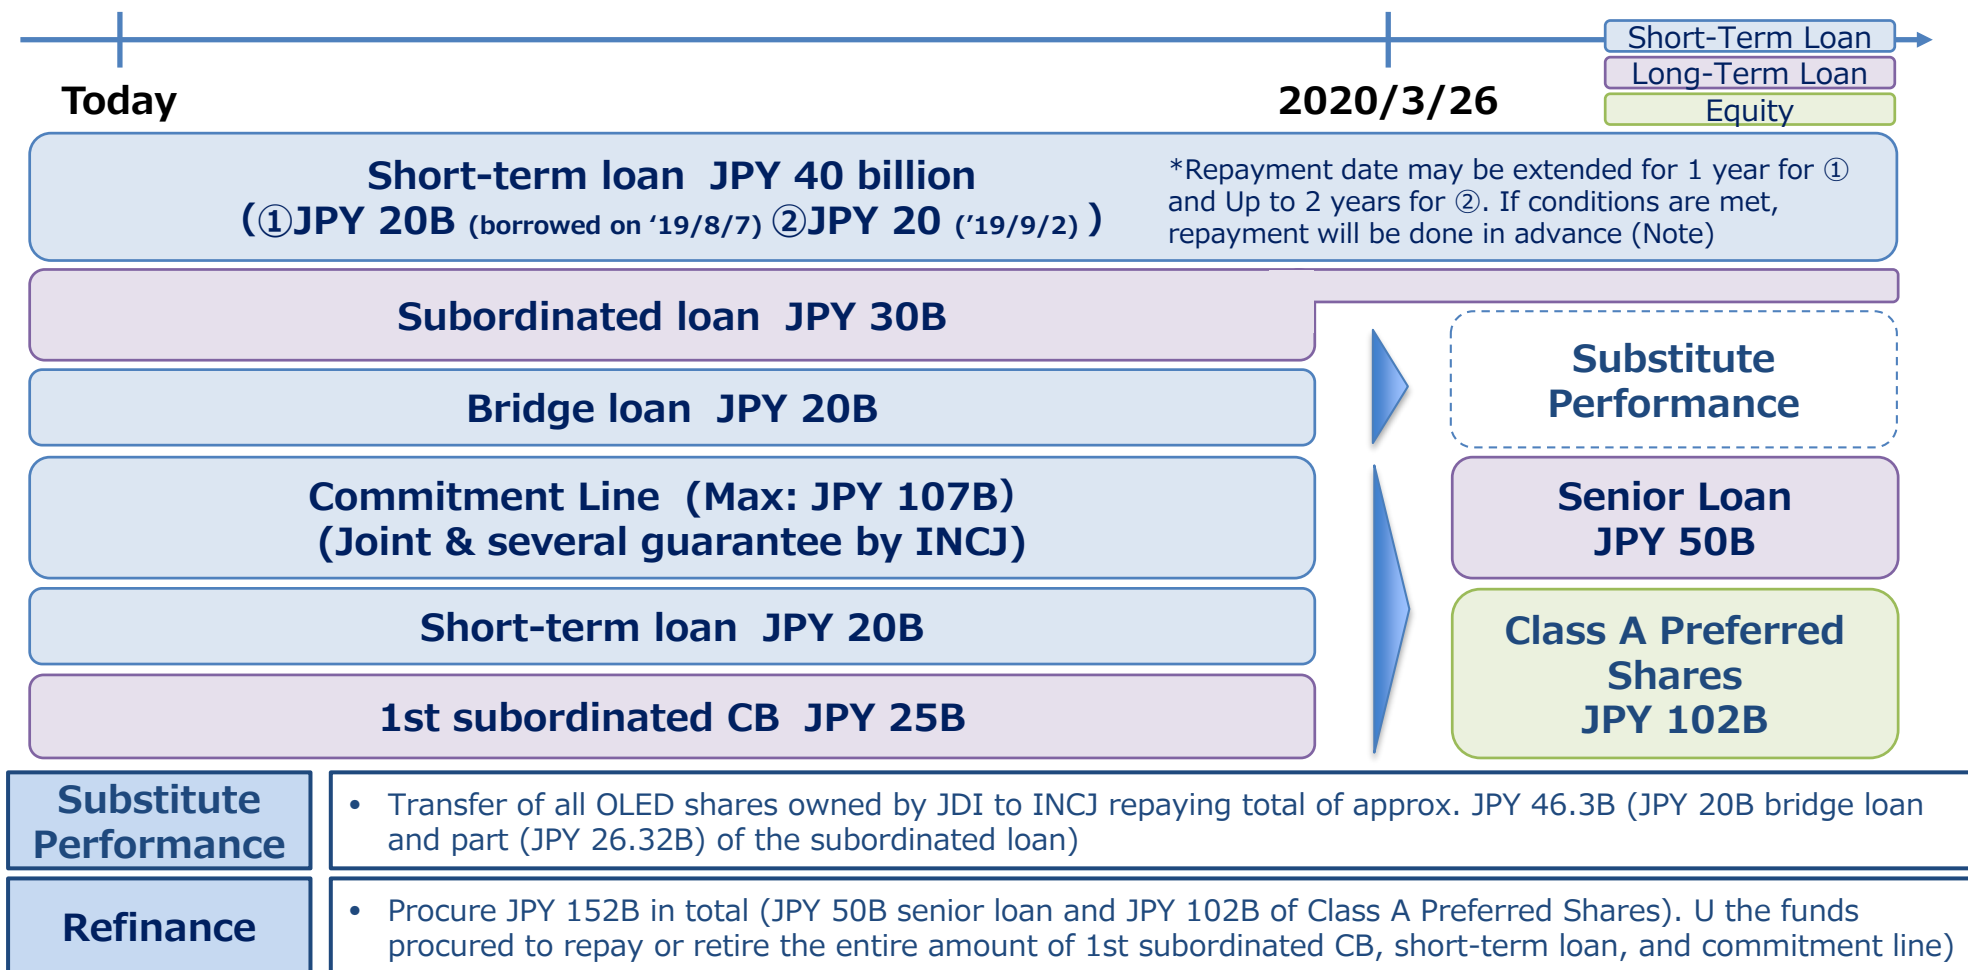 Short-Term Loan
Long-Term Loan
Equity
Today
2020/3/26
Short-term loan JPY 40 billion
(①JPY 20B (borrowed on ‘19/8/7) ②JPY 20 (’19/9/2) )
*Repayment date may be extended for 1 year for ①
and Up to 2 years for ②. If conditions are met,
repayment will be done in advance (Note)
Subordinated loan JPY 30B
Bridge loan JPY 20B
Substitute
Performance
Commitment Line (Max: JPY 107B)
(Joint & several guarantee by INCJ)
Senior Loan
JPY 50B
Short-term loan JPY 20B
1st subordinated CB JPY 25B
Class A Preferred
Shares
JPY 102B
Substitute
Performance
• Transfer of all OLED shares owned by JDI to INCJ repaying total of approx. JPY 46.3B (JPY 20B bridge loan
and part (JPY 26.32B) of the subordinated loan)
Refinance
• Procure JPY 152B in total (JPY 50B senior loan and JPY 102B of Class A Preferred Shares). U the funds
procured to repay or retire the entire amount of 1st subordinated CB, short-term loan, and commitment line)